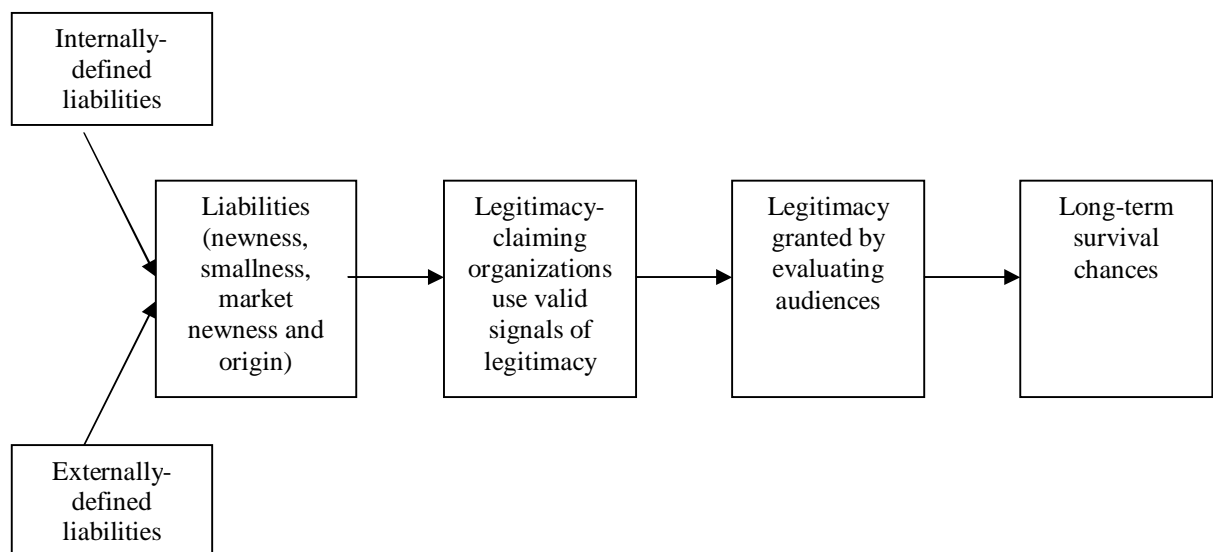 Internally-
defined
liabilities
Liabilities
(newness,
smallness,
market
newness and
origin)
Legitimacy-
claiming
organizations
use valid
signals of
legitimacy
Legitimacy
granted by
evaluating
audiences
Long-term
survival
chances
Externally-
defined
liabilities